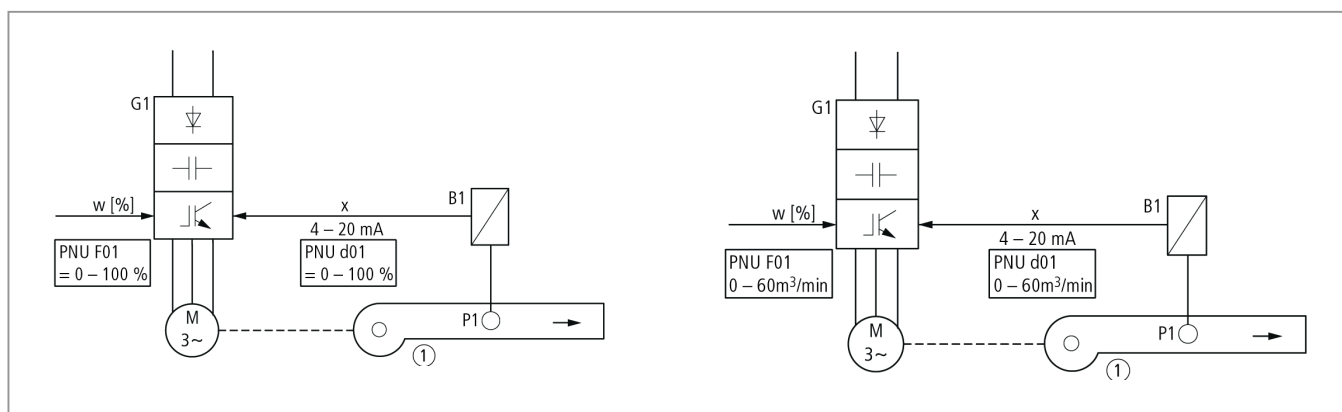 G1
w [%]
PNU F01
= 0 – 100 %
x
4 – 20 mA
PNU d01
= 0 – 100 %
B1
M
3~
P1
1
G1
w [%]
PNU F01
0 – 60m³/min
x
4 – 20 mA
PNU d01
0 – 60m³/min
B1
M
3~
P1
1